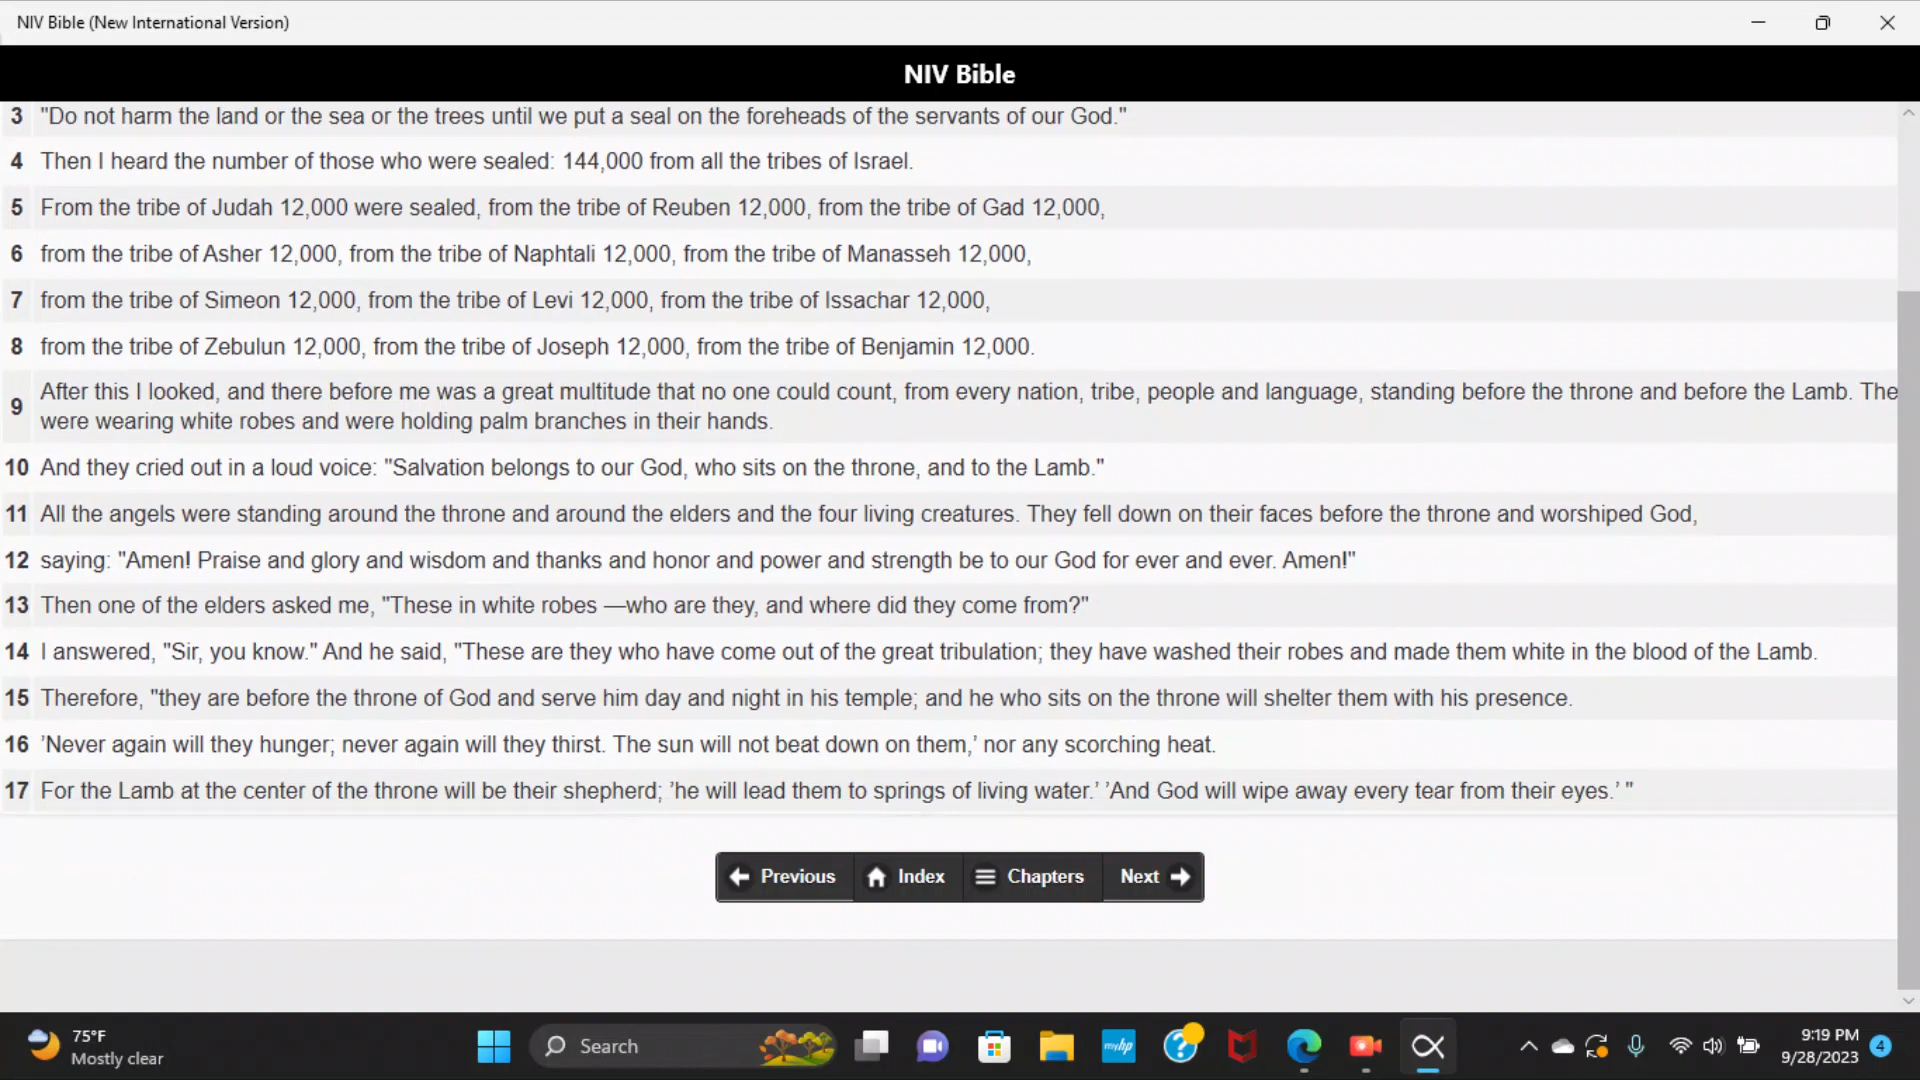 NIV Bible (New International Version)
NIV Bible
3 "Do not harm the land or the sea or the trees until we put a seal on the foreheads of the servants of our God."
4 Then I heard the number of those who were sealed: 144,000 from all the tribes of Israel.
5 From the tribe of Judah 12,000 were sealed, from the tribe of Reuben 12,000, from the tribe of Gad 12,000,
6 from the tribe of Asher 12,000, from the tribe of Naphtali 12,000, from the tribe of Manasseh 12,000,
7 from the tribe of Simeon 12,000, from the tribe of Levi 12,000, from the tribe of Issachar 12,000,
8 from the tribe of Zebulun 12,000, from the tribe of Joseph 12,000, from the tribe of Benjamin 12,000.
9 After this I looked, and there before me was a great multitude that no one could count, from every nation, tribe, people and language, standing before the throne and before the Lamb. The
were wearing white robes and were holding palm branches in their hands.
10 And they cried out in a loud voice: "Salvation belongs to our God, who sits on the throne, and to the Lamb."
11 All the angels were standing around the throne and around the elders and the four living creatures. They fell down on their faces before the throne and worshiped God,
12 saying: "Amen! Praise and glory and wisdom and thanks and honor and power and strength be to our God for ever and ever. Amen!"
13 Then one of the elders asked me, "These in white robes —who are they, and where did they come from?"
14 I answered, "Sir, you know." And he said, "These are they who have come out of the great tribulation; they have washed their robes and made them white in the blood of the Lamb.
15 Therefore, "they are before the throne of God and serve him day and night in his temple; and he who sits on the throne will shelter them with his presence.
16 ’Never again will they hunger; never again will they thirst. The sun will not beat down on them,’ nor any scorching heat.
17 For the Lamb at the center of the throne will be their shepherd; ’he will lead them to springs of living water.’ ’And God will wipe away every tear from their eyes.’ "
Previous Index Chapters Next
75°F
Mostly clear
Search
myhp
?
9:19 PM
9/28/2023
4